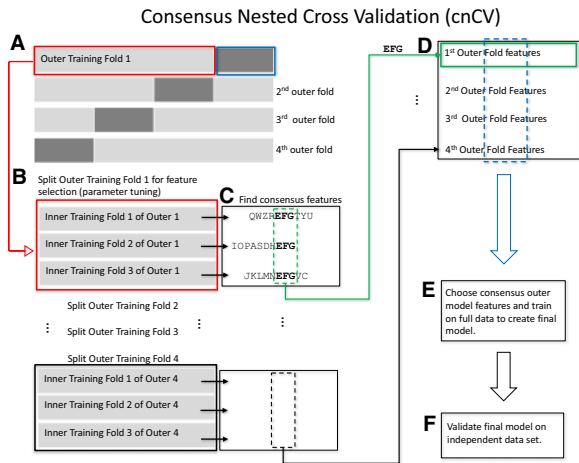 Consensus Nested Cross Validation (cnCV)
A
Outer Training Fold 1
2nd outer fold
3rd outer fold
4th outer fold
B
Split Outer Training Fold 1 for feature
selection (parameter tuning)
Inner Training Fold 1 of Outer 1
Inner Training Fold 2 of Outer 1
Inner Training Fold 3 of Outer 1
C
Find consensus features
QWZREFGTYU
IOPASDHEFG
JKLMNEFGVC
Split Outer Training Fold 2
Split Outer Training Fold 3
Split Outer Training Fold 4
Inner Training Fold 1 of Outer 4
Inner Training Fold 2 of Outer 4
Inner Training Fold 3 of Outer 4
EFG
D
1st Outer Fold features
2nd Outer Fold Features
3rd Outer Fold Features
4th Outer Fold Features
E
Choose consensus outer
model features and train
on full data to create final
model.
F
Validate final model on
independent data set.